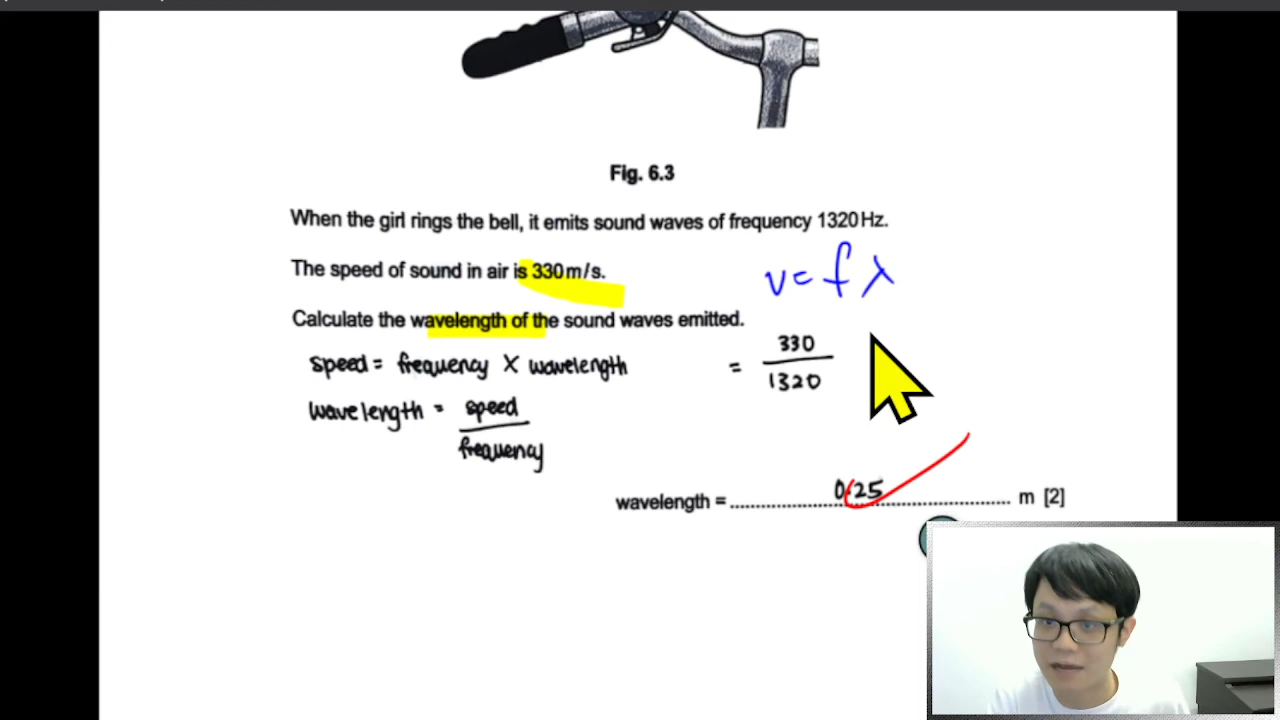 Fig. 6.3
When the girl rings the bell, it emits sound waves of frequency 1320 Hz.
The speed of sound in air is 330 m/s.
v = f λ
Calculate the wavelength of the sound waves emitted.
speed = frequency × wavelength
= 330
1320
wavelength = speed
frequency
wavelength = 0.25 m [2]